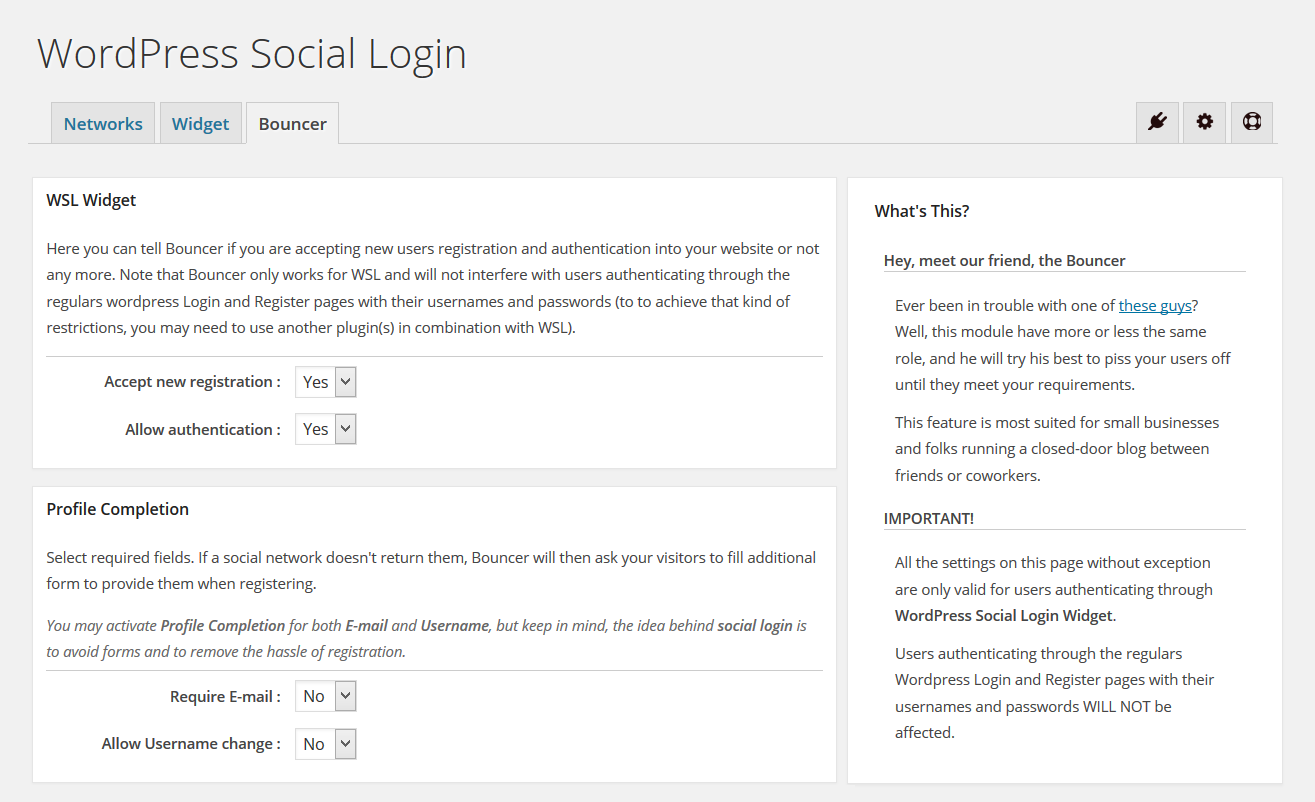 WordPress Social Login
Networks
Widget
Bouncer
WSL Widget
Here you can tell Bouncer if you are accepting new users registration and authentication into your website or not
any more. Note that Bouncer only works for WSL and will not interfere with users authenticating through the
regulars wordpress Login and Register pages with their usernames and passwords (to to achieve that kind of
restrictions, you may need to use another plugin(s) in combination with WSL).
Accept new registration : Yes
Allow authentication : Yes
Profile Completion
Select required fields. If a social network doesn't return them, Bouncer will then ask your visitors to fill additional
form to provide them when registering.
You may activate Profile Completion for both E-mail and Username, but keep in mind, the idea behind social login is
to avoid forms and to remove the hassle of registration.
Require E-mail : No
Allow Username change : No
What's This?
Hey, meet our friend, the Bouncer
Ever been in trouble with one of these guys?
Well, this module have more or less the same
role, and he will try his best to piss your users off
until they meet your requirements.
This feature is most suited for small businesses
and folks running a closed-door blog between
friends or coworkers.
IMPORTANT!
All the settings on this page without exception
are only valid for users authenticating through
WordPress Social Login Widget.
Users authenticating through the regulars
Wordpress Login and Register pages with their
usernames and passwords WILL NOT be
affected.